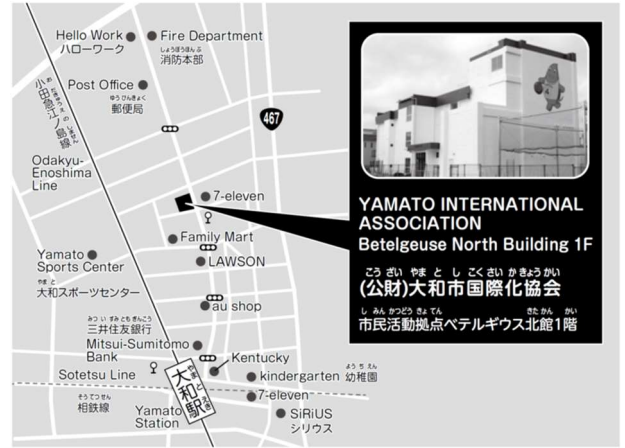 Hello Work
ハローワーク
Fire Department
しょうぼうほんぶ
消防本部
Post Office
ゆうびんきょく
郵便局
お だ きゅう え の しません
小田急江ノ島線
467
Odakyu-
Enoshima
Line
7-eleven
Family Mart
LAWSON
Yamato
Sports Center
やま と
大和スポーツセンター
au shop
みつ い すみ とも ぎんこう
三井住友銀行
Mitsui-Sumitomo
Bank
Kentucky
Sotetsu Line
そう てつ せん
相鉄線
kindergarten
よう ち えん
幼稚園
7-eleven
やま と えき
大和駅
Yamato
Station
SiRiUS
シリウス
YAMATO INTERNATIONAL
ASSOCIATION
Betelgeuse North Building 1F
こう ざい やま と し こくさい か きょうかい
(公財)大和市国際化協会
し みん かつどう きょ てん きた かん かい
市民活動拠点ベテルギウス北館1階